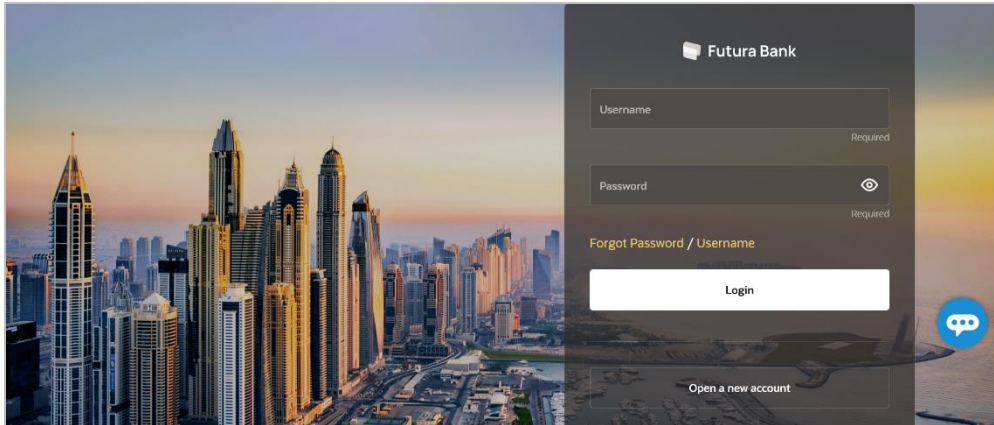 Futura Bank
Username
Required
Password
Required
Forgot Password / Username
Login
Open a new account